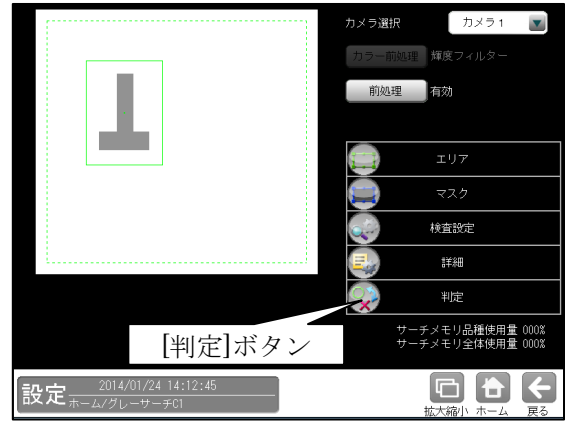 カメラ選択 カメラ1
カラー前処理 輝度フィルター
前処理 有効
エリア
マスク
検査設定
詳細
判定
[判定]ボタン
サーチメモリ品種使用量 000%
サーチメモリ全体使用量 000%
設定 2014/01/24 14:12:45
ホーム/グレーサーチC1
拡大縮小 ホーム 戻る